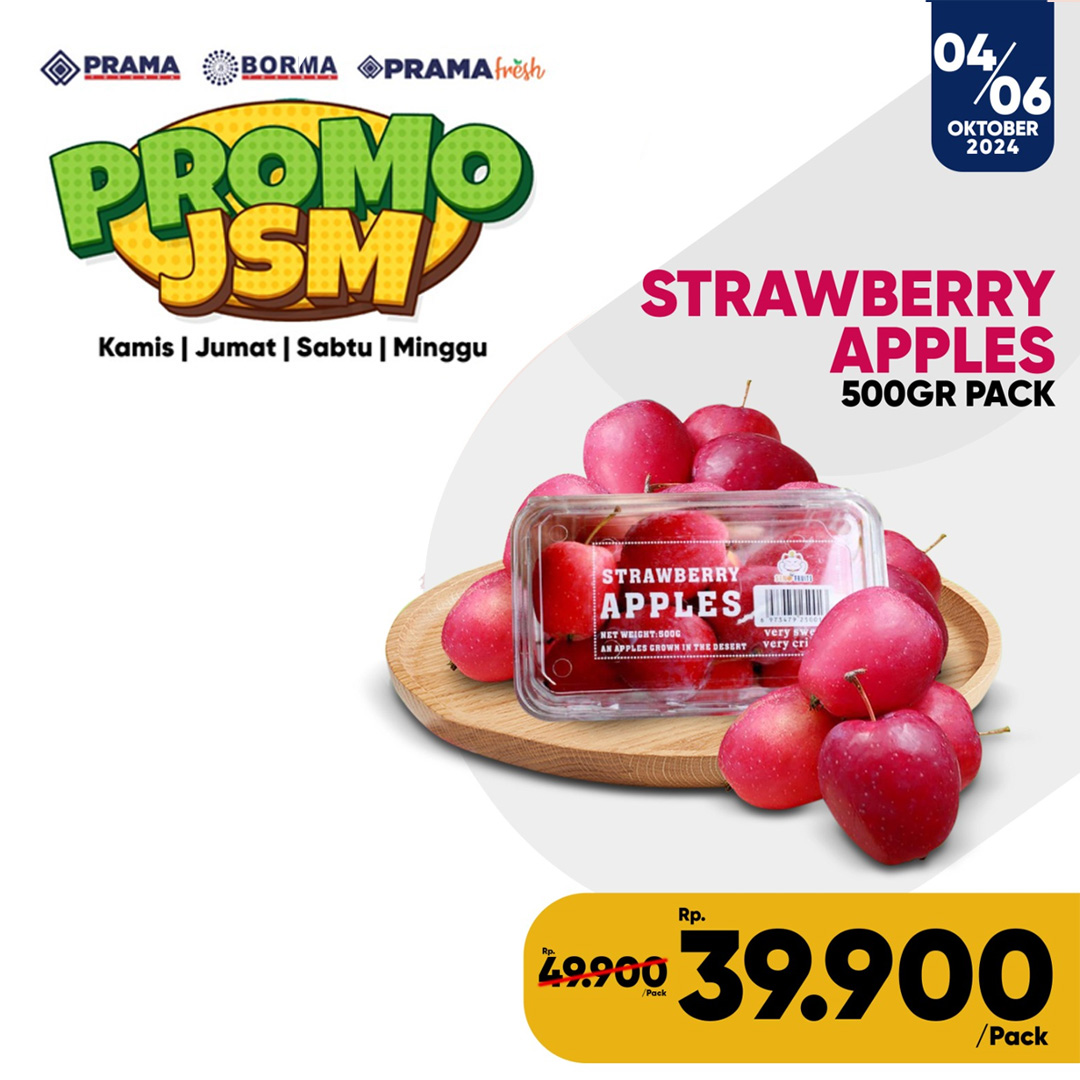 PRAMA
BORMA
PRAMA fresh
04/06
OKTOBER
2024
PROMO
JSM
Kamis | Jumat | Sabtu | Minggu
STRAWBERRY
APPLES
500GR PACK
STRAWBERRY
APPLES
NET WEIGHT:500G
AN APPLES GROWN IN THE DESERT
FRUITS
very
very
Rp.
49.900
/Pack
Rp.
39.900
/Pack